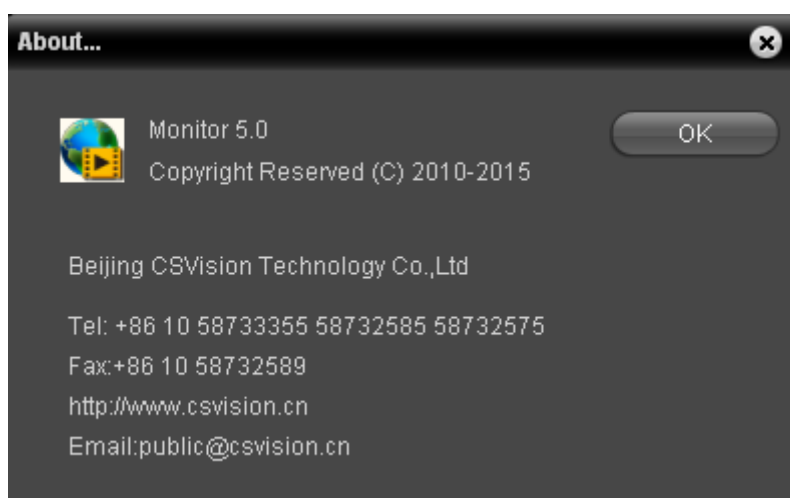 About...
Monitor 5.0
OK
Copyright Reserved (C) 2010-2015
Beijing CSVision Technology Co.,Ltd
Tel: +86 10 58733355 58732585 58732575
Fax:+86 10 58732589
http://www.csvision.cn
Email:public@csvision.cn